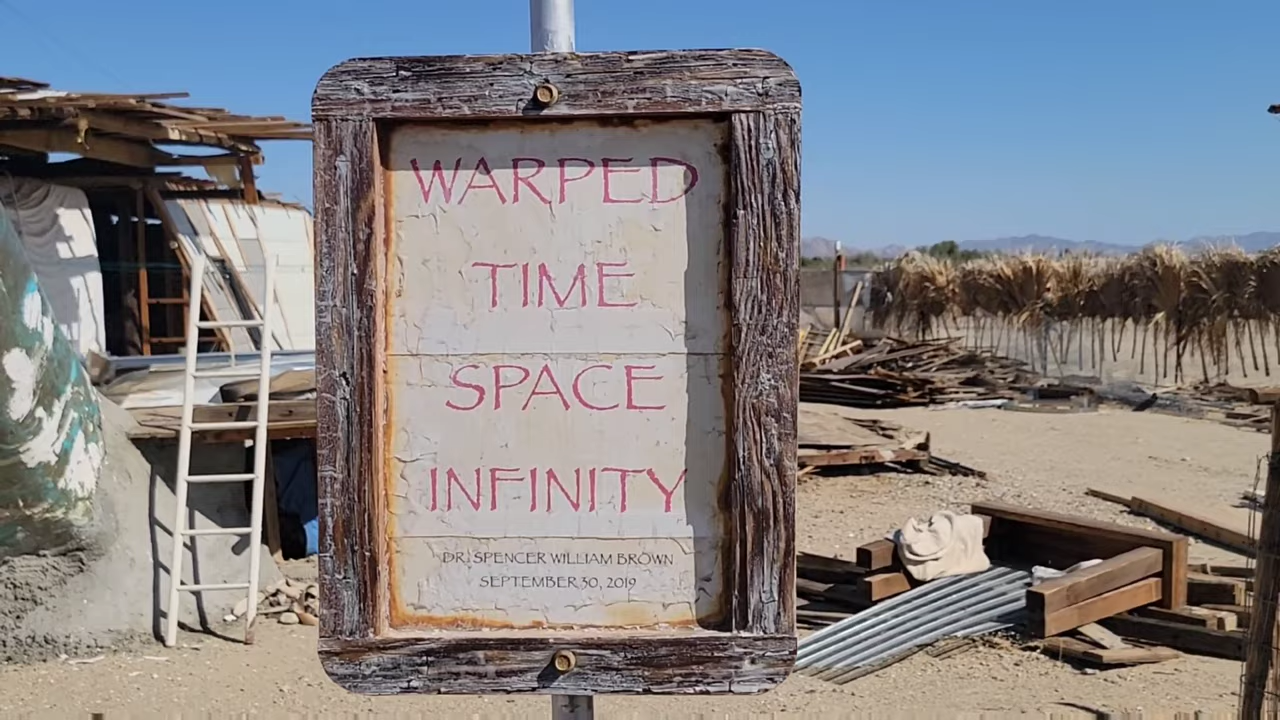 WARPED
TIME
SPACE
INFINITY
DR. SPENCER WILLIAM BROWN
SEPTEMBER 30, 2019